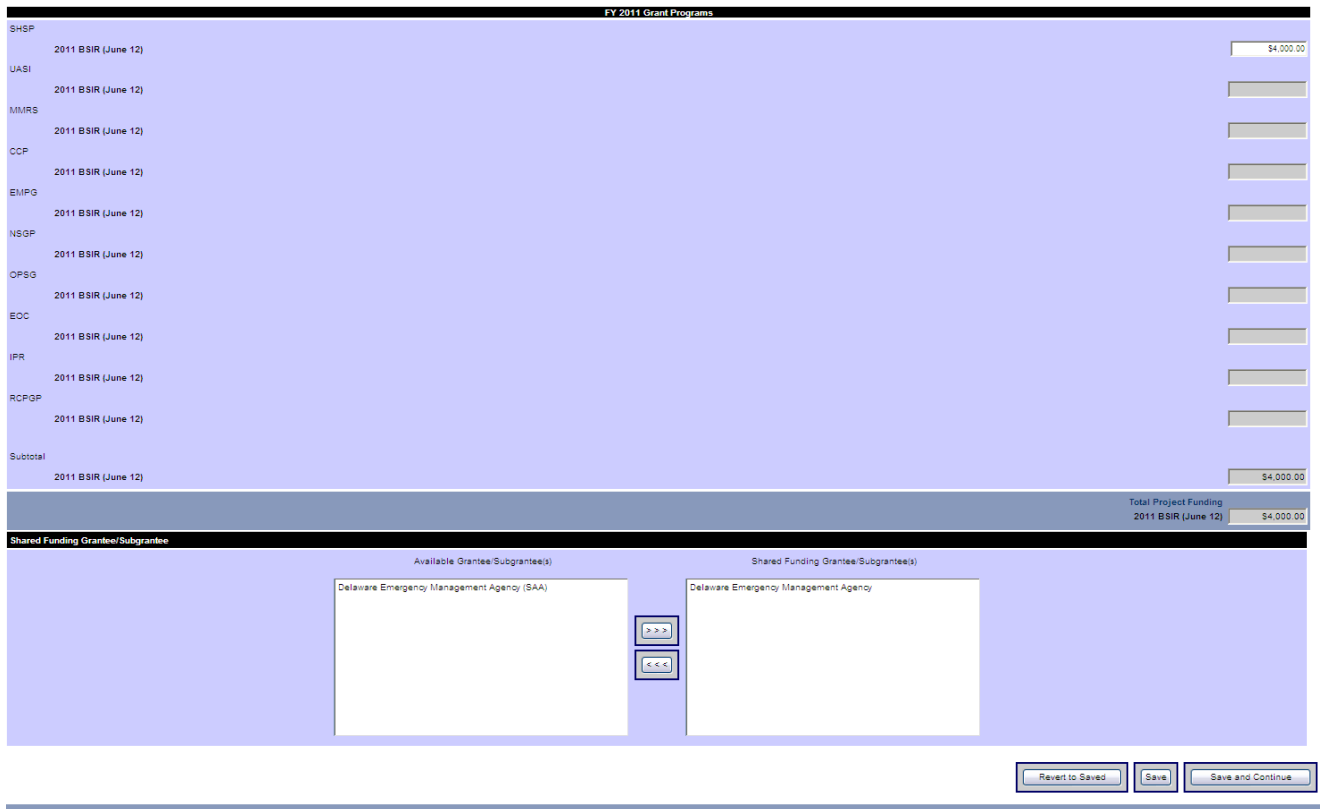 FY 2011 Grant Programs
SHSP
2011 BSIR (June 12) $4,000.00
UASI
2011 BSIR (June 12)
MMRS
2011 BSIR (June 12)
CCP
2011 BSIR (June 12)
EMPG
2011 BSIR (June 12)
NSGP
2011 BSIR (June 12)
OPSG
2011 BSIR (June 12)
EOC
2011 BSIR (June 12)
IPR
2011 BSIR (June 12)
RCPGP
2011 BSIR (June 12)
Subtotal
2011 BSIR (June 12) $4,000.00
Total Project Funding
2011 BSIR (June 12) $4,000.00
Shared Funding Grantee/Subgrantee
Available Grantee/Subgrantee(s) Shared Funding Grantee/Subgrantee(s)
Delaware Emergency Management Agency (SAA) Delaware Emergency Management Agency
> > >
< < <
Revert to Saved Save Save and Continue